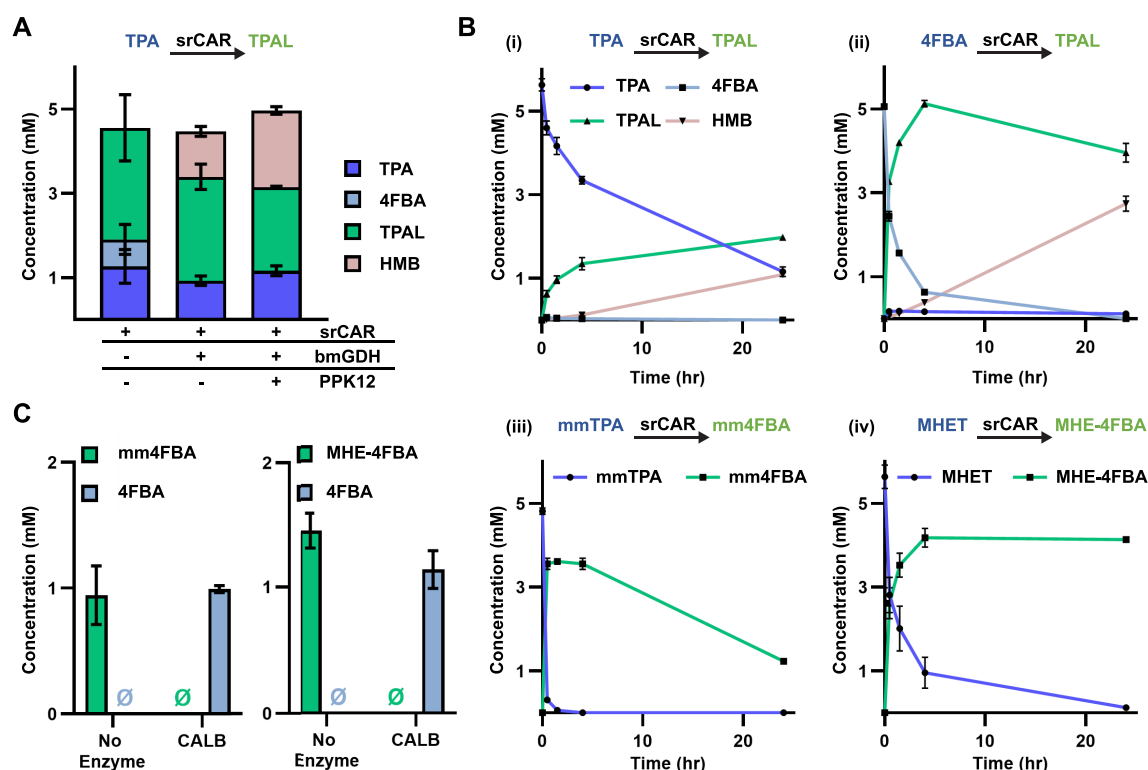 A
TPA srCAR TPAL
Concentration (mM)
5
3
1
TPA
4FBA
TPAL
HMB
+ + + srCAR
- + + bmGDH
- - + PPK12
B
(i) TPA srCAR TPAL
TPA 4FBA
TPAL HMB
Concentration (mM)
5
3
1
0 20
Time (hr)
(ii) 4FBA srCAR TPAL
Concentration (mM)
5
3
1
0 20
Time (hr)
(iii) mmTPA srCAR mm4FBA
mmTPA mm4FBA
Concentration (mM)
5
3
1
0 20
Time (hr)
(iv) MHET srCAR MHE-4FBA
MHET MHE-4FBA
Concentration (mM)
5
3
1
0 20
Time (hr)
C
mm4FBA
4FBA
Concentration (mM)
2
1
0
Ø Ø
No CALB
Enzyme
MHE-4FBA
4FBA
Concentration (mM)
2
1
0
Ø Ø
No CALB
Enzyme